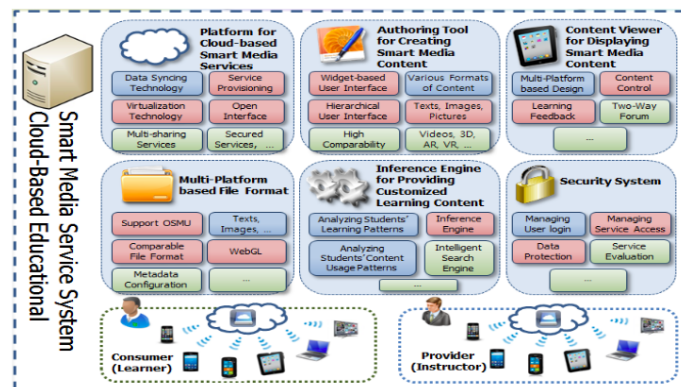 Smart Media Service System
Cloud-Based Educational
Platform for
Cloud-based
Smart Media
Services
Data Syncing
Technology
Service
Provisioning
Virtualization
Technology
Open
Interface
Multi-sharing
Services
Secured
Services, ...
Authoring Tool
for Creating
Smart Media
Content
Widget-based
User Interface
Various Formats
of Content
Hierarchical
User Interface
Texts, Images,
Pictures
High
Comparability
Videos, 3D,
AR, VR, ...
Content Viewer
for Displaying
Smart Media
Content
Multi-Platform
based Design
Content
Control
Learning
Feedback
Two-Way
Forum
...
Multi-Platform
based File Format
Support OSMU
Texts,
Images, ...
Comparable
File Format
WebGL
Metadata
Configuration
...
Inference Engine
for Providing
Customized
Learning Content
Analyzing Students'
Learning Patterns
Inference
Engine
Analyzing
Students'Content
Usage Patterns
Intelligent
Search Engine
...
Security System
Managing
User login
Managing
Service Access
Data
Protection
Service
Evaluation
...
Consumer
(Learner)
Provider
(Instructor)